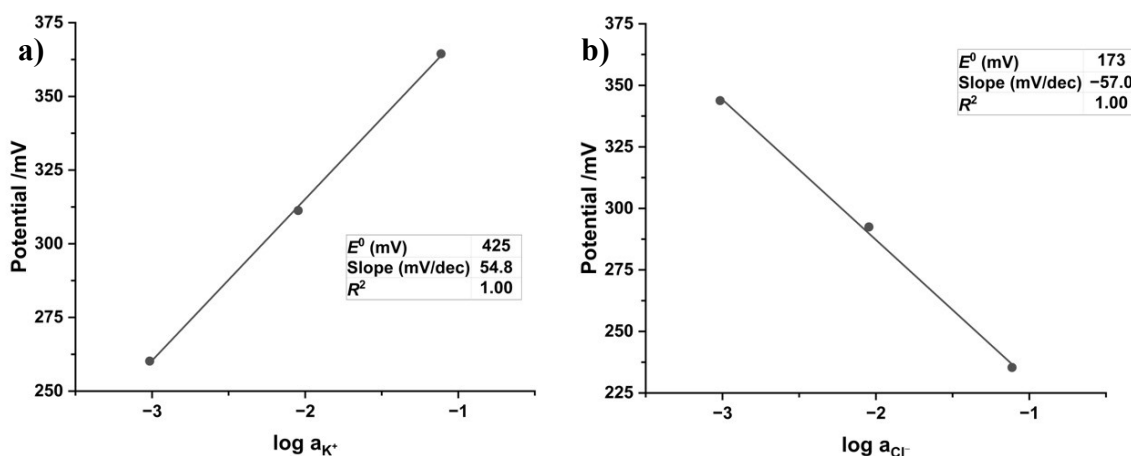 a)
375
350
325
300
275
250
Potential /mV
E⁰ (mV) 425
Slope (mV/dec) 54.8
R² 1.00
−3 −2 −1
log aK⁺
b)
375
350
325
300
275
250
225
Potential /mV
E⁰ (mV) 173
Slope (mV/dec) −57.0
R² 1.00
−3 −2 −1
log aCl⁻